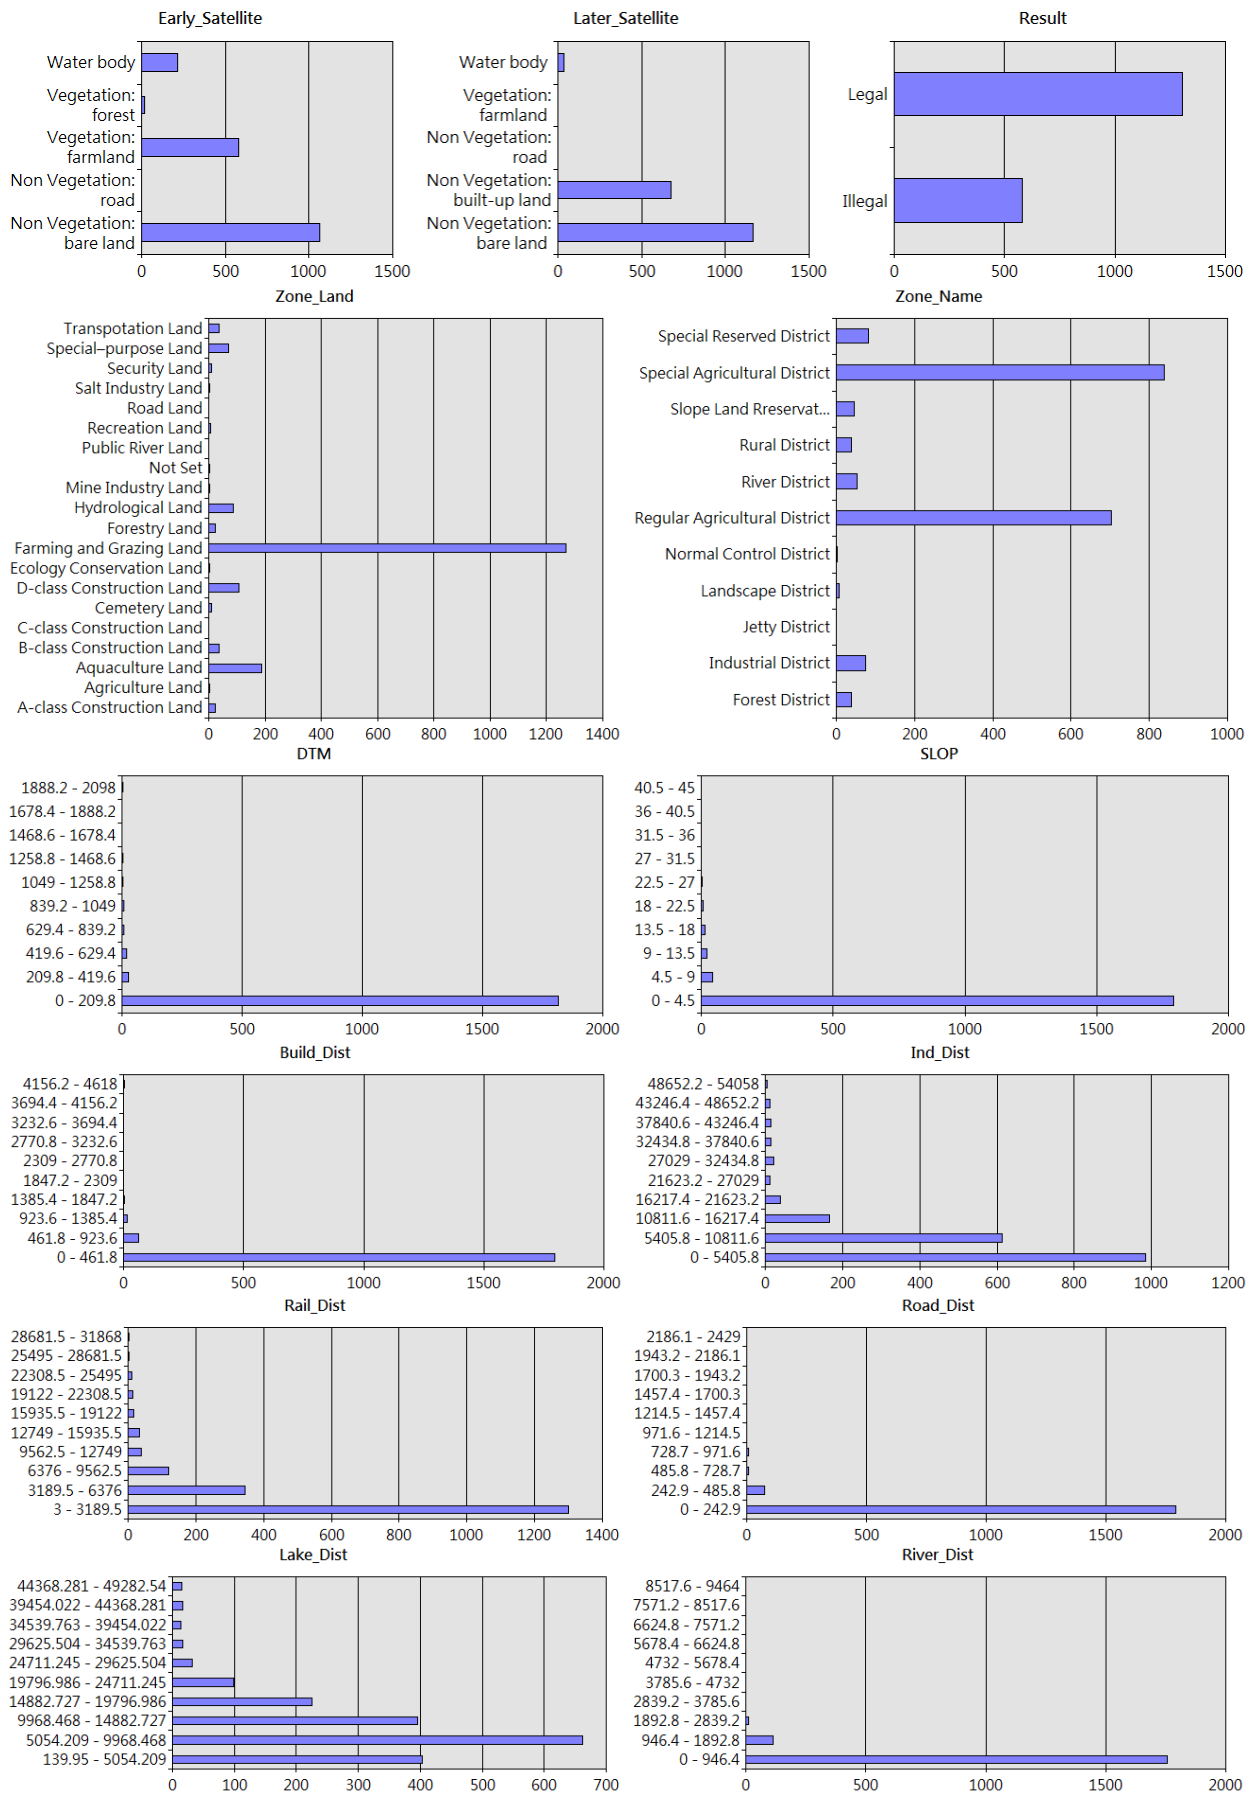 Early_Satellite
Water body
Vegetation:
forest
Vegetation:
farmland
Non Vegetation:
road
Non Vegetation:
bare land
0 500 1000 1500
Later_Satellite
Water body
Vegetation:
farmland
Non Vegetation:
road
Non Vegetation:
built-up land
Non Vegetation:
bare land
0 500 1000 1500
Result
Legal
Illegal
0 500 1000 1500
Zone_Land
Transpotation Land
Special–purpose Land
Security Land
Salt Industry Land
Road Land
Recreation Land
Public River Land
Not Set
Mine Industry Land
Hydrological Land
Forestry Land
Farming and Grazing Land
Ecology Conservation Land
D-class Construction Land
Cemetery Land
C-class Construction Land
B-class Construction Land
Aquaculture Land
Agriculture Land
A-class Construction Land
0 200 400 600 800 1000 1200 1400
Zone_Name
Special Reserved District
Special Agricultural District
Slope Land Rreservat...
Rural District
River District
Regular Agricultural District
Normal Control District
Landscape District
Jetty District
Industrial District
Forest District
0 200 400 600 800 1000
DTM
1888.2 - 2098
1678.4 - 1888.2
1468.6 - 1678.4
1258.8 - 1468.6
1049 - 1258.8
839.2 - 1049
629.4 - 839.2
419.6 - 629.4
209.8 - 419.6
0 - 209.8
0 500 1000 1500 2000
SLOP
40.5 - 45
36 - 40.5
31.5 - 36
27 - 31.5
22.5 - 27
18 - 22.5
13.5 - 18
9 - 13.5
4.5 - 9
0 - 4.5
0 500 1000 1500 2000
Build_Dist
4156.2 - 4618
3694.4 - 4156.2
3232.6 - 3694.4
2770.8 - 3232.6
2309 - 2770.8
1847.2 - 2309
1385.4 - 1847.2
923.6 - 1385.4
461.8 - 923.6
0 - 461.8
0 500 1000 1500 2000
Ind_Dist
48652.2 - 54058
43246.4 - 48652.2
37840.6 - 43246.4
32434.8 - 37840.6
27029 - 32434.8
21623.2 - 27029
16217.4 - 21623.2
10811.6 - 16217.4
5405.8 - 10811.6
0 - 5405.8
0 200 400 600 800 1000 1200
Rail_Dist
28681.5 - 31868
25495 - 28681.5
22308.5 - 25495
19122 - 22308.5
15935.5 - 19122
12749 - 15935.5
9562.5 - 12749
6376 - 9562.5
3189.5 - 6376
3 - 3189.5
0 200 400 600 800 1000 1200 1400
Road_Dist
2186.1 - 2429
1943.2 - 2186.1
1700.3 - 1943.2
1457.4 - 1700.3
1214.5 - 1457.4
971.6 - 1214.5
728.7 - 971.6
485.8 - 728.7
242.9 - 485.8
0 - 242.9
0 500 1000 1500 2000
Lake_Dist
44368.281 - 49282.54
39454.022 - 44368.281
34539.763 - 39454.022
29625.504 - 34539.763
24711.245 - 29625.504
19796.986 - 24711.245
14882.727 - 19796.986
9968.468 - 14882.727
5054.209 - 9968.468
139.95 - 5054.209
0 100 200 300 400 500 600 700
River_Dist
8517.6 - 9464
7571.2 - 8517.6
6624.8 - 7571.2
5678.4 - 6624.8
4732 - 5678.4
3785.6 - 4732
2839.2 - 3785.6
1892.8 - 2839.2
946.4 - 1892.8
0 - 946.4
0 500 1000 1500 2000